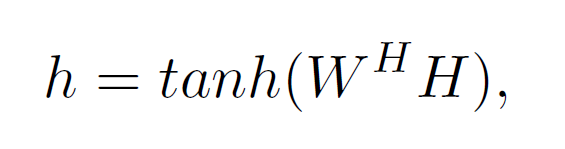 h = tanh(W^H H),